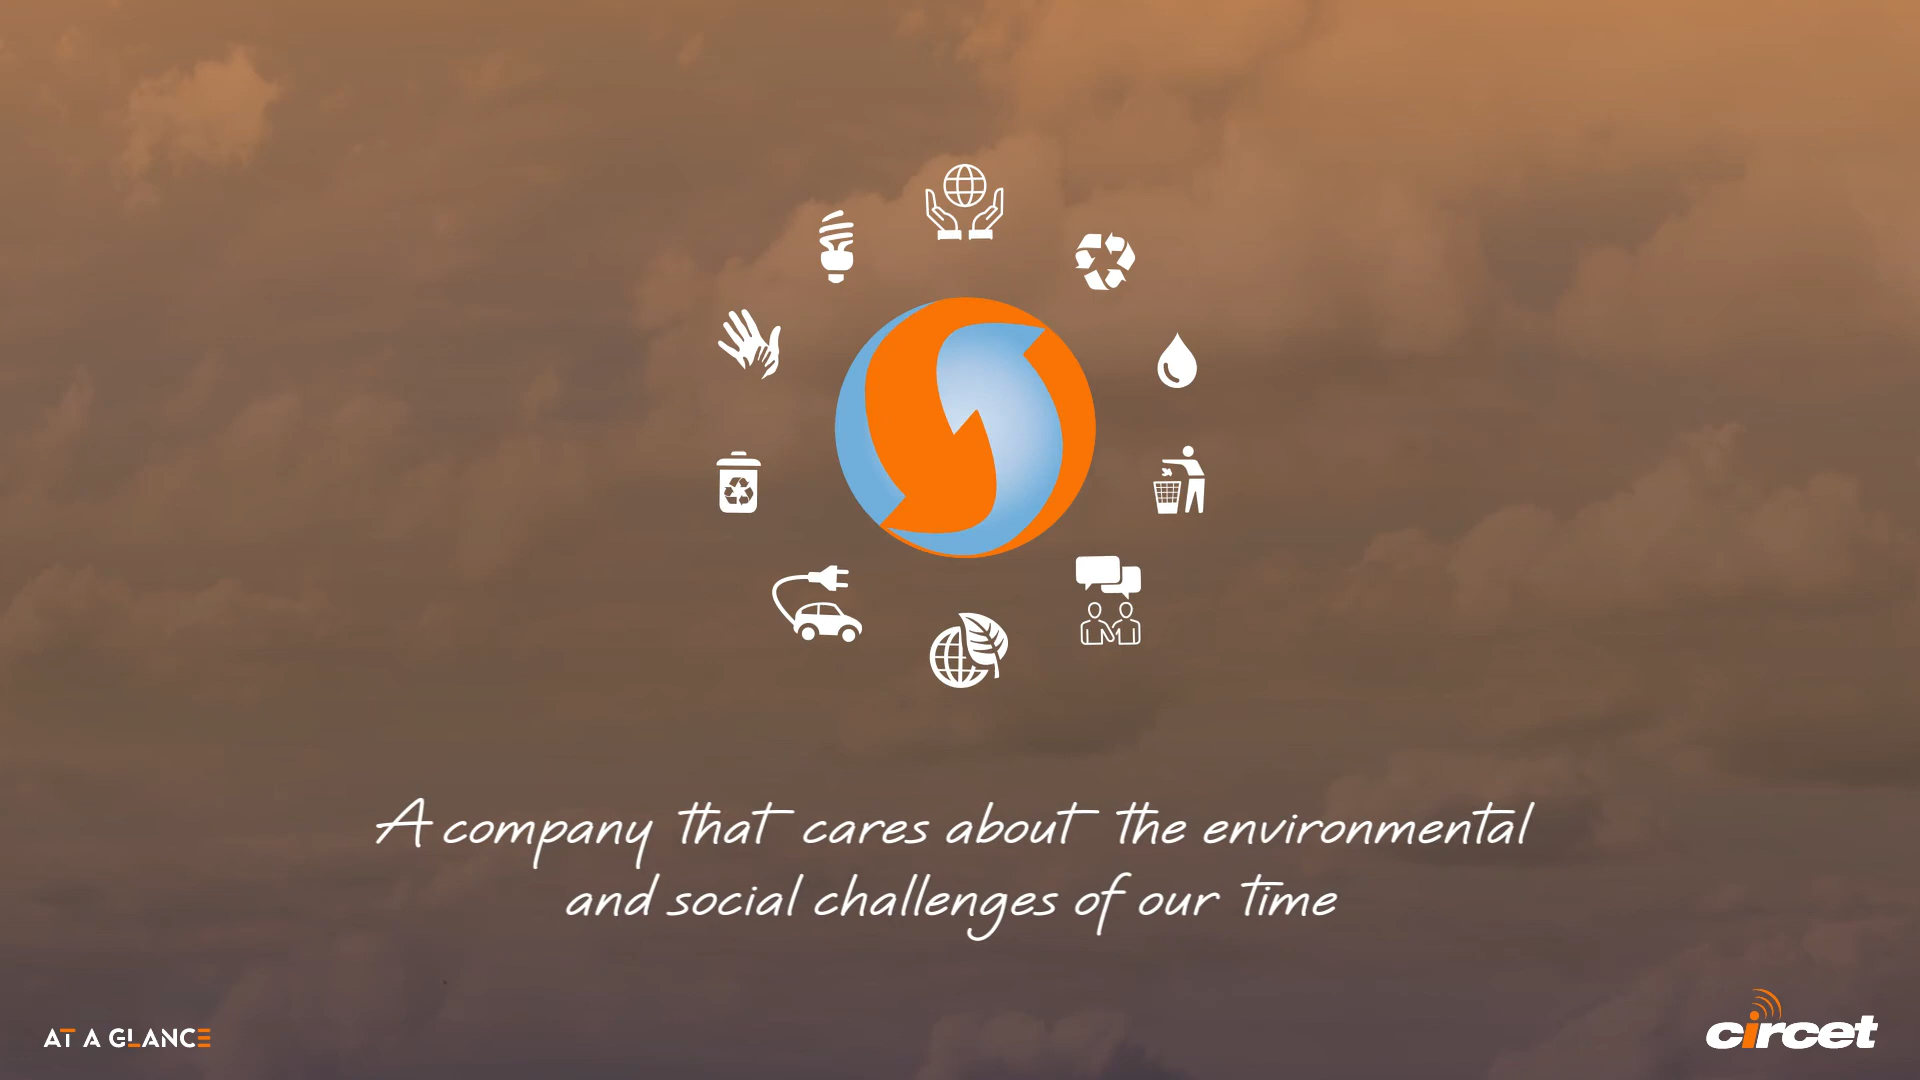 A company that cares about the environmental
and social challenges of our time
AT A GLANCE
circet